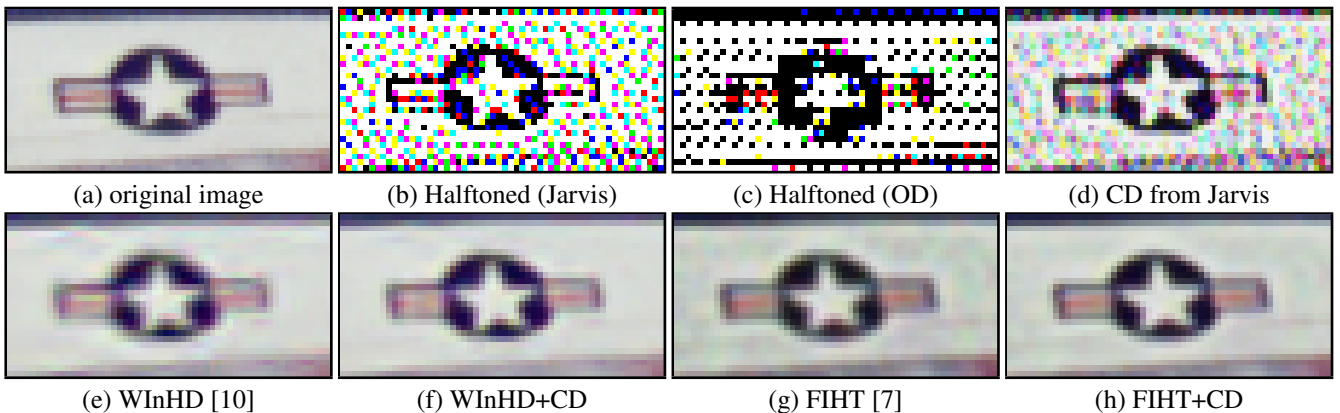 (a) original image (b) Halftoned (Jarvis) (c) Halftoned (OD) (d) CD from Jarvis
(e) WInHD [10] (f) WInHD+CD (g) FIHT [7] (h) FIHT+CD